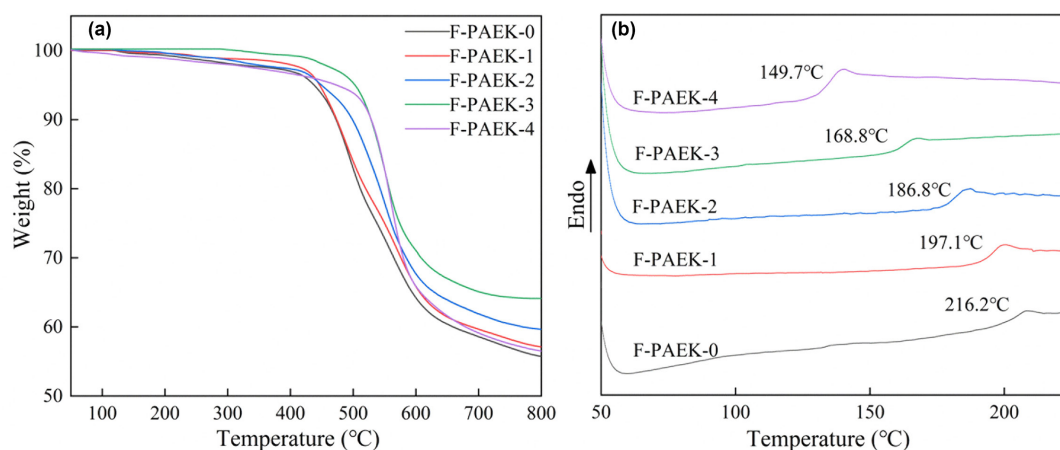 (a)
F-PAEK-0
F-PAEK-1
F-PAEK-2
F-PAEK-3
F-PAEK-4
100
90
80
70
60
50
Weight (%)
100 200 300 400 500 600 700 800
Temperature (℃)
(b)
149.7℃
F-PAEK-4
168.8℃
F-PAEK-3
186.8℃
F-PAEK-2
197.1℃
F-PAEK-1
216.2℃
F-PAEK-0
Endo
50 100 150 200
Temperature (℃)